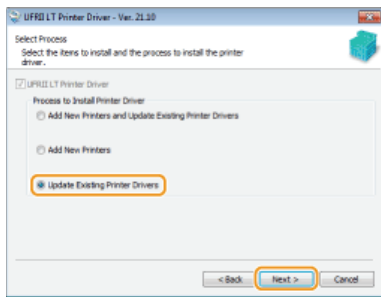 UFRII LT Printer Driver - Ver. 21.10
Select Process
Select the items to install and the process to install the printer
driver.
UFRII LT Printer Driver
Process to Install Printer Driver
Add New Printers and Update Existing Printer Drivers
Add New Printers
Update Existing Printer Drivers
< Back Next > Cancel